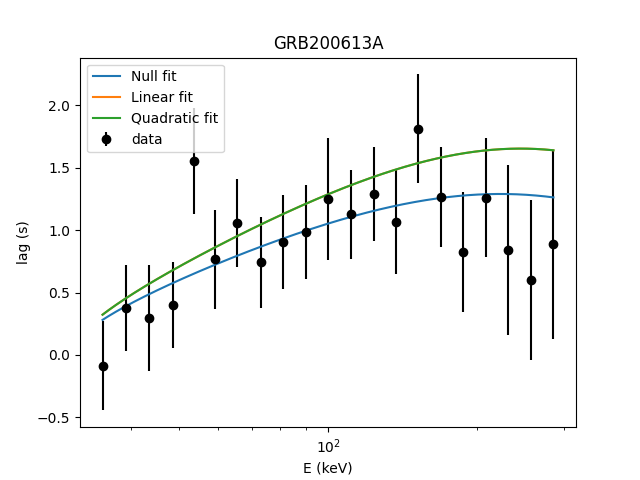 GRB200613A
Null fit
Linear fit
Quadratic fit
data
2.0
1.5
1.0
0.5
0.0
−0.5
lag (s)
10²
E (keV)